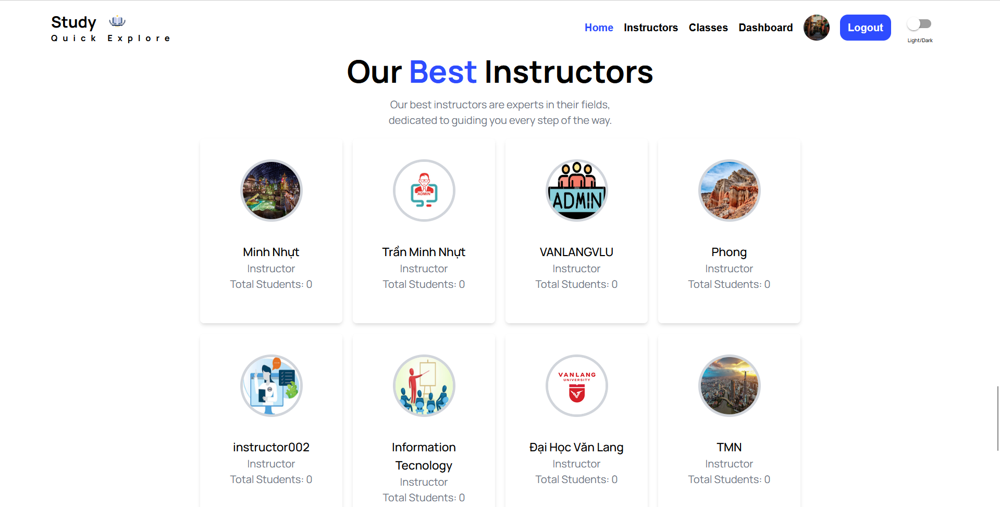 Study
Quick Explore
Home Instructors Classes Dashboard Logout
Light/Dark
Our Best Instructors
Our best instructors are experts in their fields,
dedicated to guiding you every step of the way.
ADMIN ADMIN
Minh Nhựt Trần Minh Nhựt VANLANGVLU Phong
Instructor Instructor Instructor Instructor
Total Students: 0 Total Students: 0 Total Students: 0 Total Students: 0
VANLANG
UNIVERSITY
instructor002 Information Đại Học Văn Lang TMN
Tecnology
Instructor Instructor Instructor Instructor
Total Students: 0 Total Students: 0 Total Students: 0 Total Students: 0